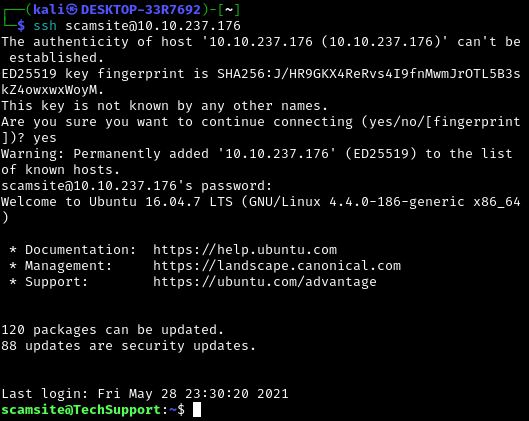 ┌──(kali㉿DESKTOP-33R7692)-[~]
└─$ ssh scamsite@10.10.237.176
The authenticity of host '10.10.237.176 (10.10.237.176)' can't be
 established.
ED25519 key fingerprint is SHA256:J/HR9GKX4ReRvs4I9fnMwmJrOTL5B3s
kZ4owxwxWoyM.
This key is not known by any other names.
Are you sure you want to continue connecting (yes/no/[fingerprint
])? yes
Warning: Permanently added '10.10.237.176' (ED25519) to the list
of known hosts.
scamsite@10.10.237.176's password:
Welcome to Ubuntu 16.04.7 LTS (GNU/Linux 4.4.0-186-generic x86_64
)

 * Documentation:  https://help.ubuntu.com
 * Management:     https://landscape.canonical.com
 * Support:        https://ubuntu.com/advantage


120 packages can be updated.
88 updates are security updates.


Last login: Fri May 28 23:30:20 2021
scamsite@TechSupport:~$